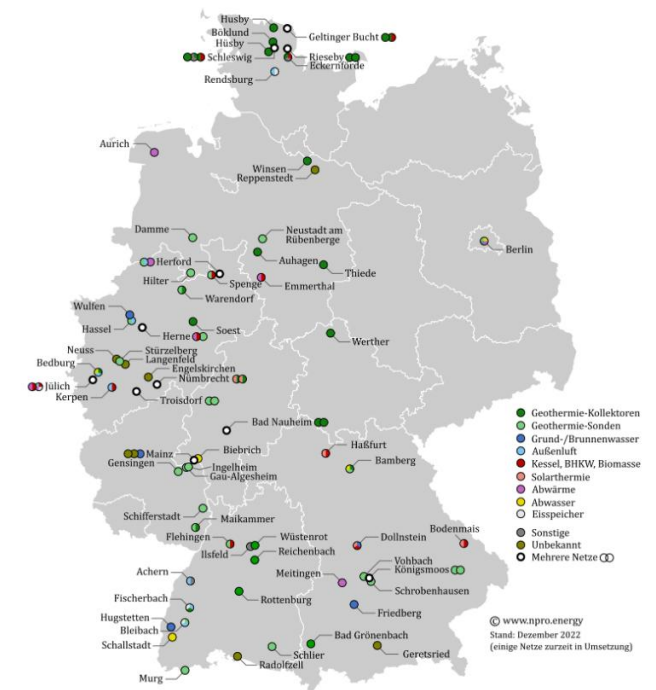 Husby
Böklund
Geltinger Bucht
Hüsby
Schleswig
Rieseby
Eckernförde
Rendsburg
Aurich
Winsen
Reppenstedt
Damme
Neustadt am
Rübenberge
Berlin
Herford
Auhagen
Hilter
Spenge
Thiede
Emmerthal
Warendorf
Wulfen
Hassel
Soest
Herne
Werther
Neuss
Stürzelberg
Bedburg
Langenfeld
Engelskirchen
Jülich
Nümbrecht
Kerpen
Troisdorf
Bad Nauheim
Mainz
Biebrich
Haßfurt
Bamberg
Gensingen
Ingelheim
Gau-Algesheim
Schifferstadt
Maikammer
Flehingen
Wüstenrot
Dollnstein
Bodenmais
Ilsfeld
Reichenbach
Achern
Meitingen
Vohbach
Königsmoos
Schrobenhausen
Fischerbach
Rottenburg
Friedberg
Hugstetten
Bleibach
Schallstadt
Bad Grönenbach
Schlier
Geretsried
Radolfzell
Murg
Geothermie-Kollektoren
Geothermie-Sonden
Grund-/Brunnenwasser
Außenluft
Kessel, BHKW, Biomasse
Solarthermie
Abwärme
Abwasser
Eisspeicher
Sonstige
Unbekannt
Mehrere Netze
© www.npro.energy
Stand: Dezember 2022
(einige Netze zurzeit in Umsetzung)